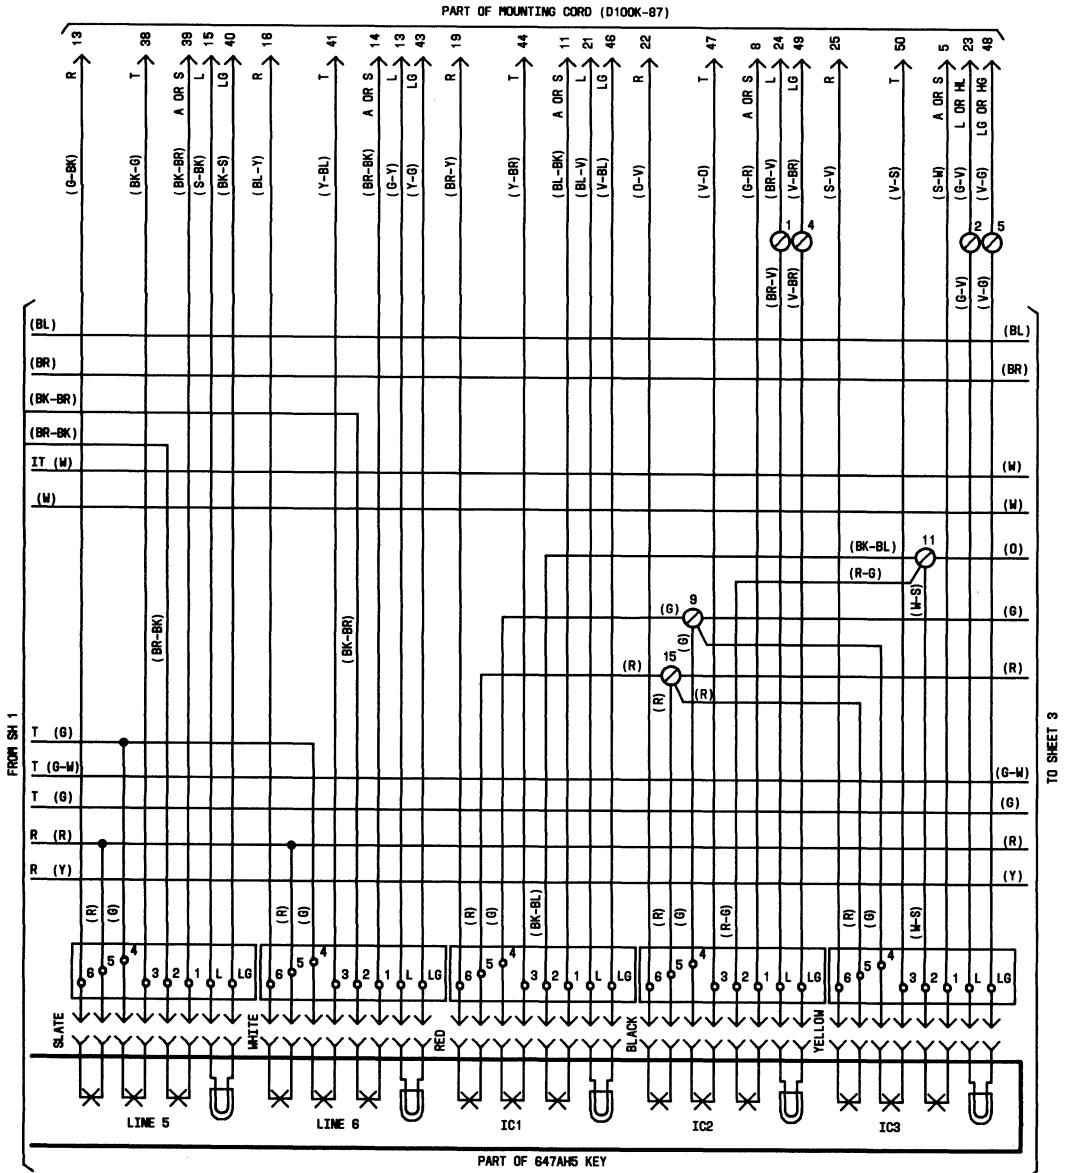 PART OF MOUNTING CORD (D100K-87)
13 38 39 15 40 16 41 14 13 43 19 44 11 21 46 22 47 8 24 49 25 50 5 23 48
R T A OR S L LG R T A OR S L LG R T A OR S L LG R T A OR S L LG R T A OR S L OR HL LG OR HG
(G-BK) (BK-G) (BK-BR) (S-BK) (BK-S) (BL-Y) (Y-BL) (BR-BK) (G-Y) (Y-G) (BR-Y) (Y-BR) (BL-BK) (BL-V) (V-BL) (O-V) (V-O) (G-R) (BR-V) (V-BR) (S-V) (V-S) (S-W) (G-V) (V-G)
1 4 2 5
(BR-V) (V-BR) (G-V) (V-G)
(BL) (BL)
(BR) (BR)
(BK-BR)
(BR-BK)
IT (W) (W)
(W) (W)
(BK-BL) 11 (O)
(R-G)
(W-S)
(G) 9 (G)
(G)
(BR-BK) (BK-BR)
(R) 15 (R)
(R) (R)
FROM SH 1
TO SHEET 3
T (G)
T (G-W) (G-W)
T (G) (G)
R (R) (R)
R (Y) (Y)
(R) (G) (R) (G) (R) (G) (BK-BL) (R) (G) (R-G) (R) (G) (W-S)
6 5 4 3 2 1 L LG 6 5 4 3 2 1 L LG 6 5 4 3 2 1 L LG 6 5 4 3 2 1 L LG 6 5 4 3 2 1 L LG
SLATE WHITE RED BLACK YELLOW
LINE 5 LINE 6 IC1 IC2 IC3
PART OF 647AH5 KEY